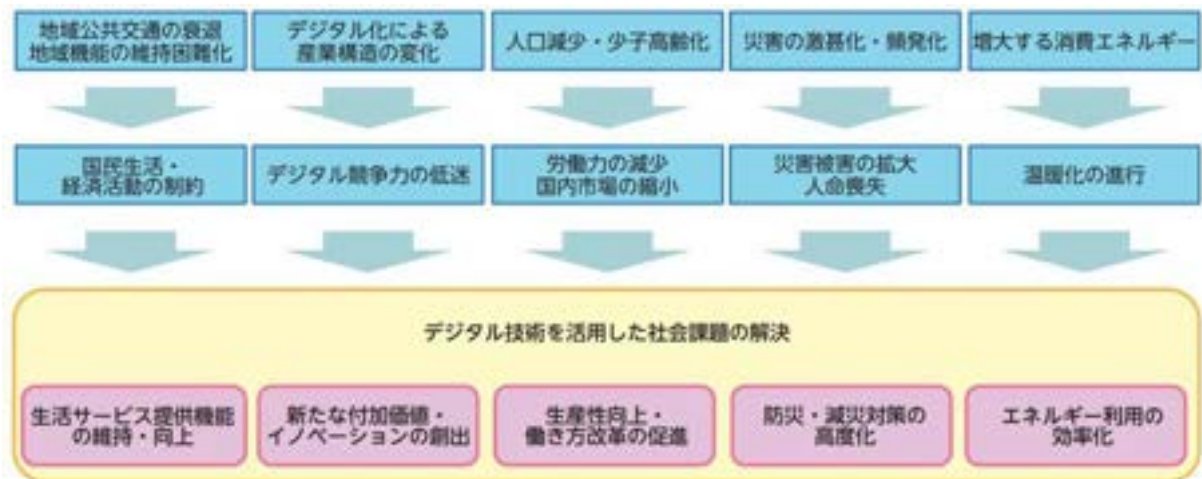 地域公共交通の衰退
地域機能の維持困難化
デジタル化による
産業構造の変化
人口減少・少子高齢化
災害の激甚化・頻発化
増大する消費エネルギー
国民生活・
経済活動の制約
デジタル競争力の低迷
労働力の減少
国内市場の縮小
災害被害の拡大
人命喪失
温暖化の進行
デジタル技術を活用した社会課題の解決
生活サービス提供機能
の維持・向上
新たな付加価値・
イノベーションの創出
生産性向上・
働き方改革の促進
防災・減災対策の
高度化
エネルギー利用の
効率化